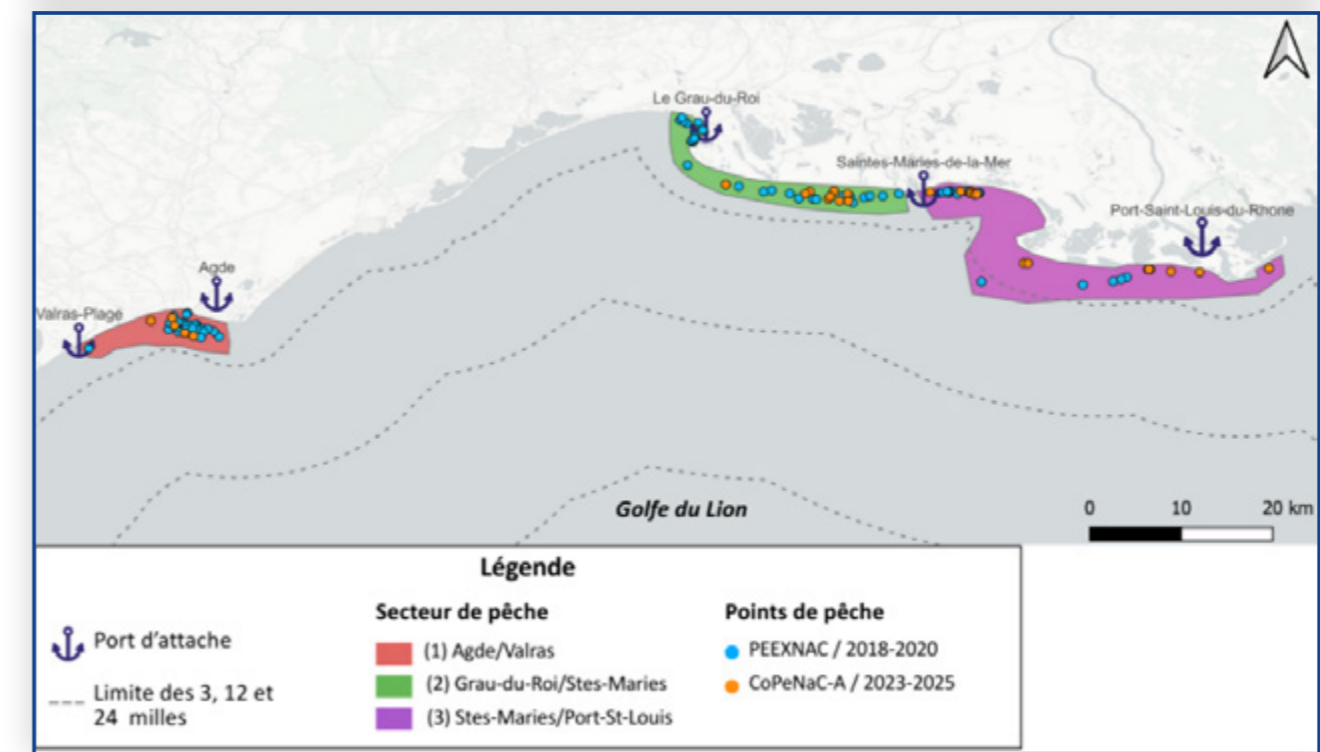 Le Grau-du-Roi
Saintes-Maries-de-la-Mer
Port-Saint-Louis-du-Rhone
Agde
Valras-Plage
Golfe du Lion
0 10 20 km
Légende
Port d'attache
Limite des 3, 12 et
24 milles
Secteur de pêche
(1) Agde/Valras
(2) Grau-du-Roi/Stes-Maries
(3) Stes-Maries/Port-St-Louis
Points de pêche
PEEXNAC / 2018-2020
CoPeNaC-A / 2023-2025